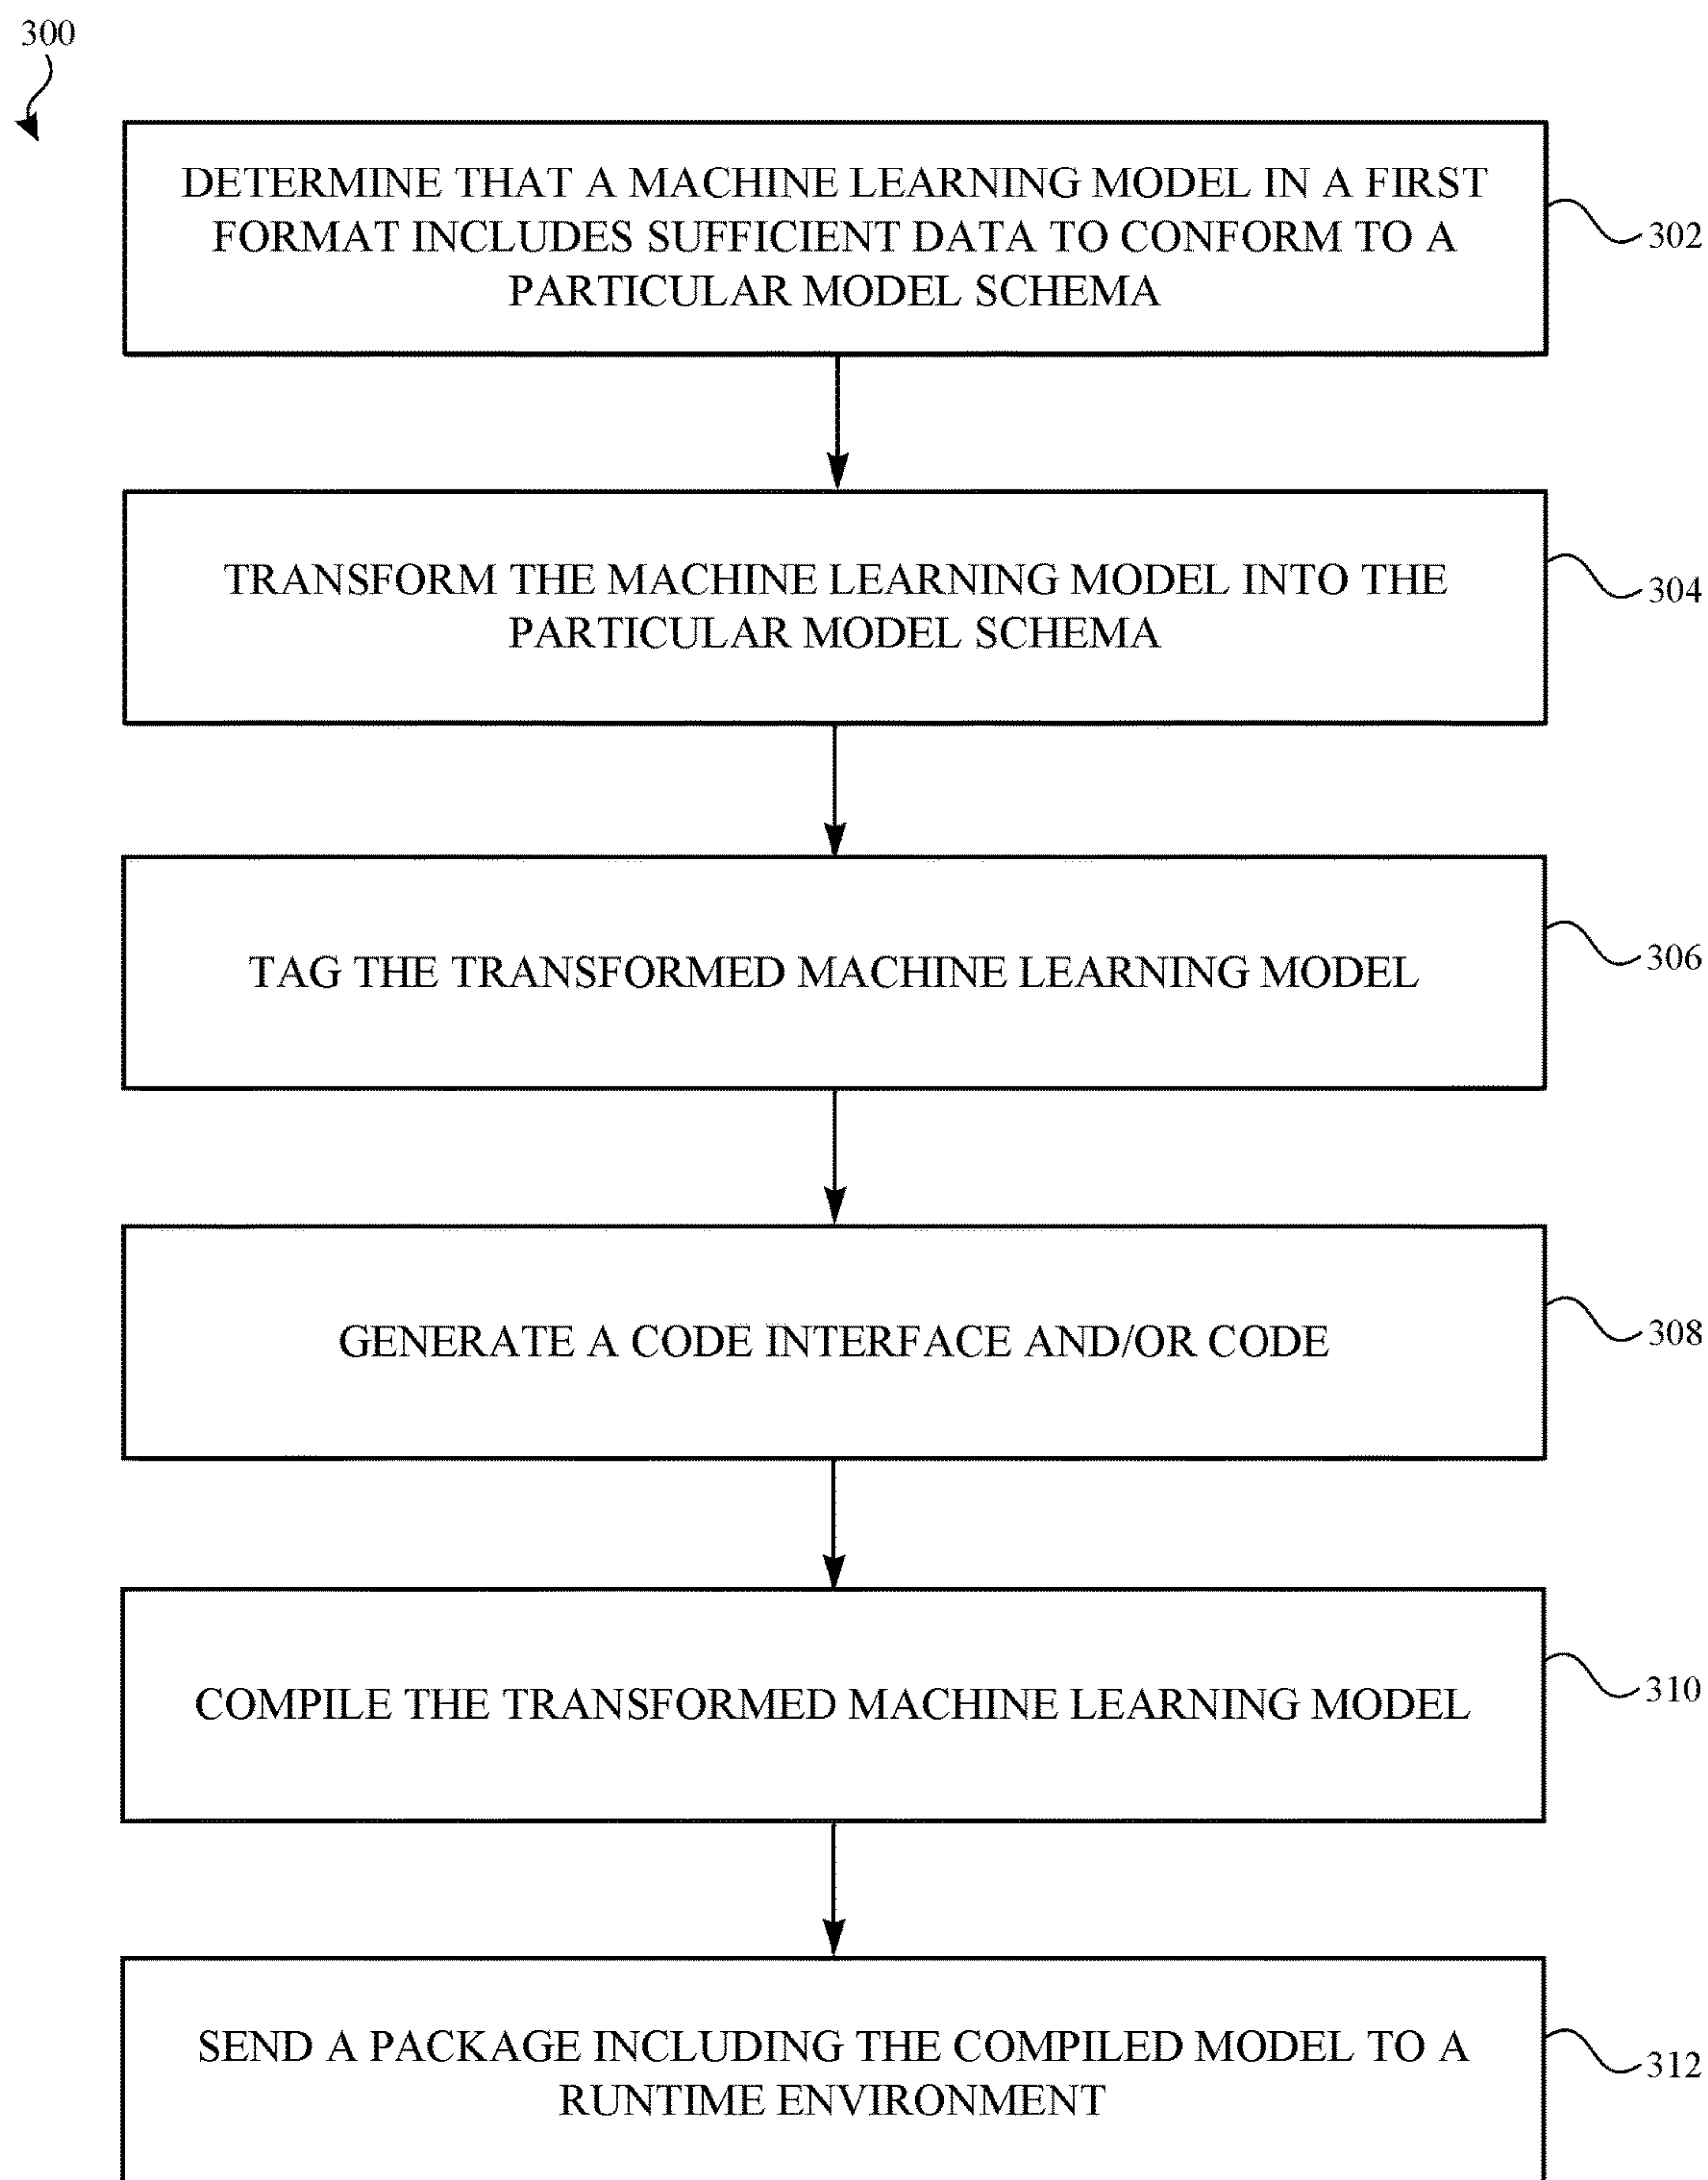 300
DETERMINE THAT A MACHINE LEARNING MODEL IN A FIRST
FORMAT INCLUDES SUFFICIENT DATA TO CONFORM TO A
PARTICULAR MODEL SCHEMA
302
TRANSFORM THE MACHINE LEARNING MODEL INTO THE
PARTICULAR MODEL SCHEMA
304
TAG THE TRANSFORMED MACHINE LEARNING MODEL
306
GENERATE A CODE INTERFACE AND/OR CODE
308
COMPILE THE TRANSFORMED MACHINE LEARNING MODEL
310
SEND A PACKAGE INCLUDING THE COMPILED MODEL TO A
RUNTIME ENVIRONMENT
312